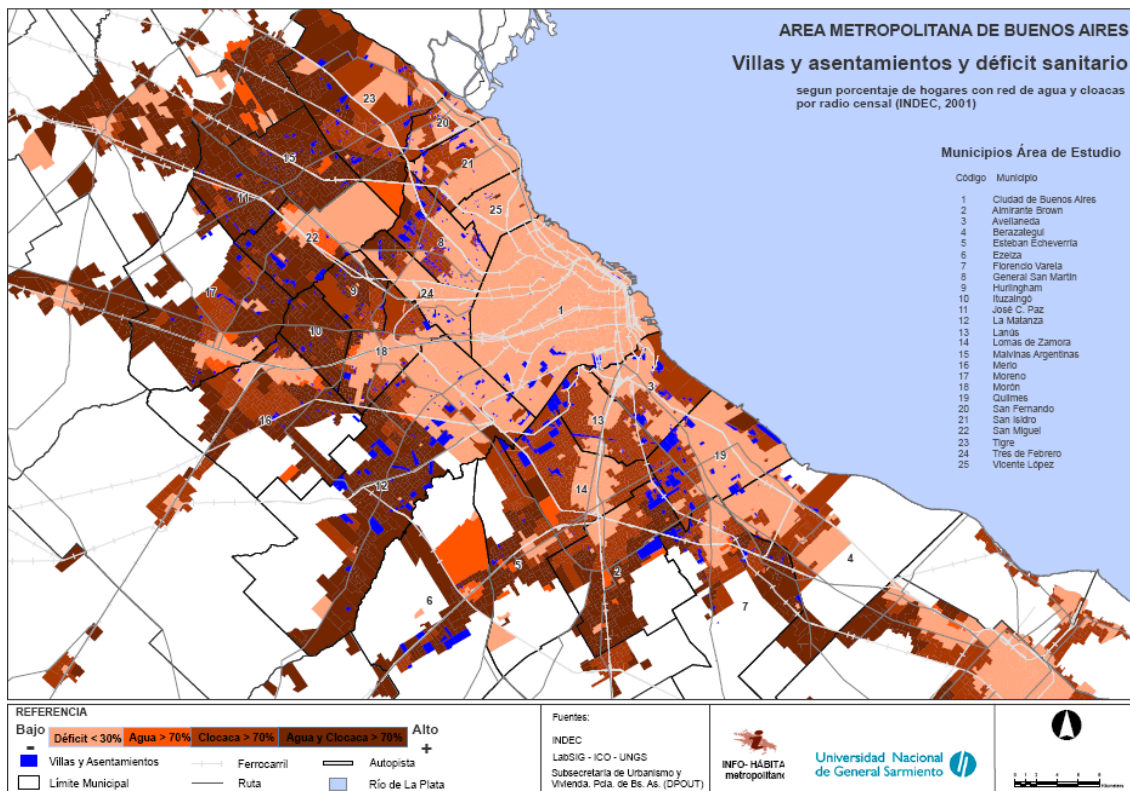 AREA METROPOLITANA DE BUENOS AIRES
Villas y asentamientos y déficit sanitario
segun porcentaje de hogares con red de agua y cloacas
por radio censal (INDEC, 2001)
Municipios Área de Estudio
Código Municipio
1 Ciudad de Buenos Aires
2 Almirante Brown
3 Avellaneda
4 Berazategui
5 Esteban Echeverría
6 Ezeiza
7 Florencio Varela
8 General San Martín
9 Hurlingham
10 Ituzaingó
11 José C. Paz
12 La Matanza
13 Lanús
14 Lomas de Zamora
15 Malvinas Argentinas
16 Merlo
17 Moreno
18 Morón
19 Quilmes
20 San Fernando
21 San Isidro
22 San Miguel
23 Tigre
24 Tres de Febrero
25 Vicente López
23
20
21
15
25
11
22
8
17
9
24
1
10
18
3
16
13
19
12
14
5
2
4
6
7
REFERENCIA
Bajo
-
Déficit < 30% Agua > 70% Clocaca > 70% Agua y Clocaca > 70%
Alto
+
Villas y Asentamientos Ferrocarril Autopista
Límite Municipal Ruta Río de La Plata
Fuentes:
INDEC
LabSIG - ICO - UNGS
Subsecretaria de Urbanismo y
Vivienda. Pcia. de Bs. As. (DPOUT)
INFO- HÁBITA
metropolitano
Universidad Nacional
de General Sarmiento